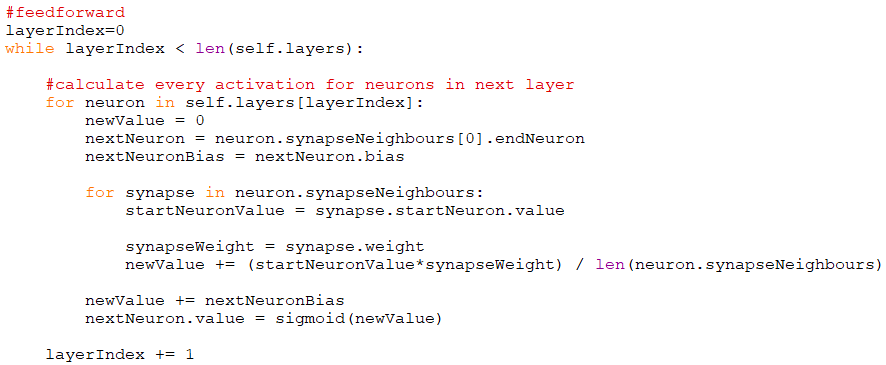 #feedforward
layerIndex=0
while layerIndex < len(self.layers):
#calculate every activation for neurons in next layer
for neuron in self.layers[layerIndex]:
newValue = 0
nextNeuron = neuron.synapseNeighbours[0].endNeuron
nextNeuronBias = nextNeuron.bias
for synapse in neuron.synapseNeighbours:
startNeuronValue = synapse.startNeuron.value
synapseWeight = synapse.weight
newValue += (startNeuronValue*synapseWeight) / len(neuron.synapseNeighbours)
newValue += nextNeuronBias
nextNeuron.value = sigmoid(newValue)
layerIndex += 1